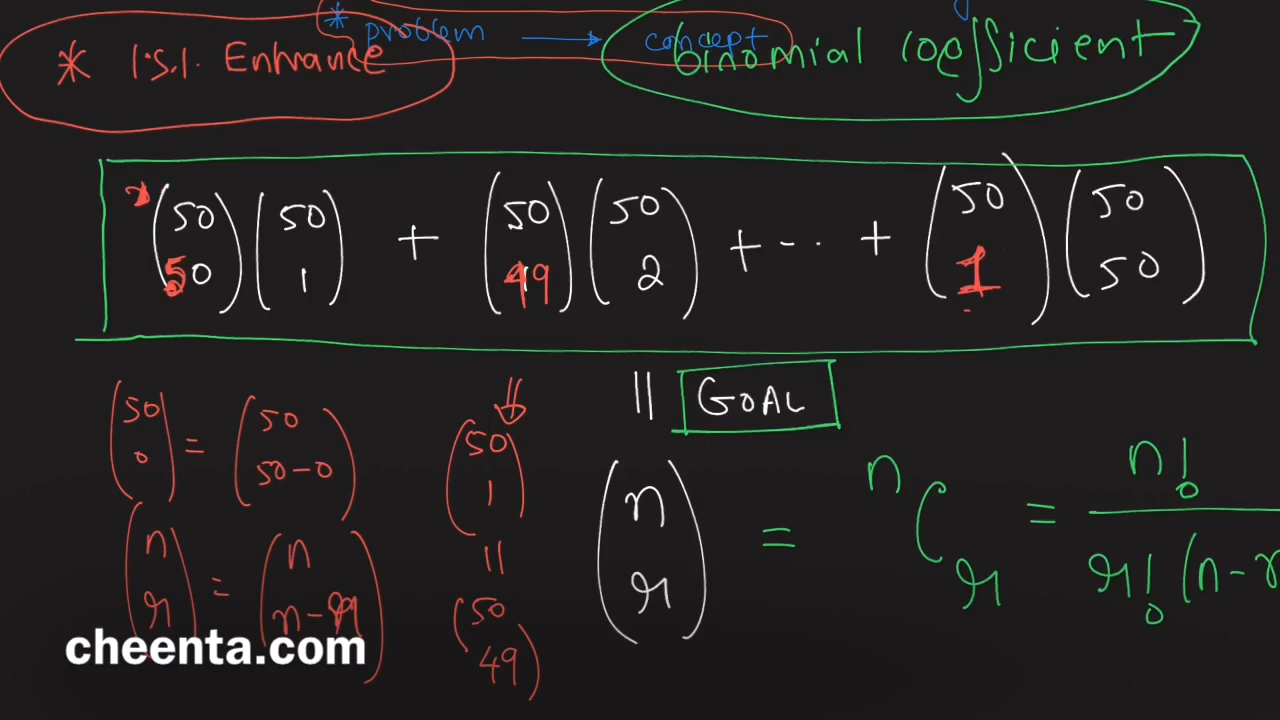 * problem → concept
* I.S.I. Enhance
binomial coefficient
(50 50)(50 1) + (50 49)(50 2) + -.. + (50 1)(50 50)
|| GOAL
(50 0) = (50 50-0)
(n r) = (n n-r)
(50 1)
||
(50 49)
(n r) = nCr = n! / r! (n-
cheenta.com